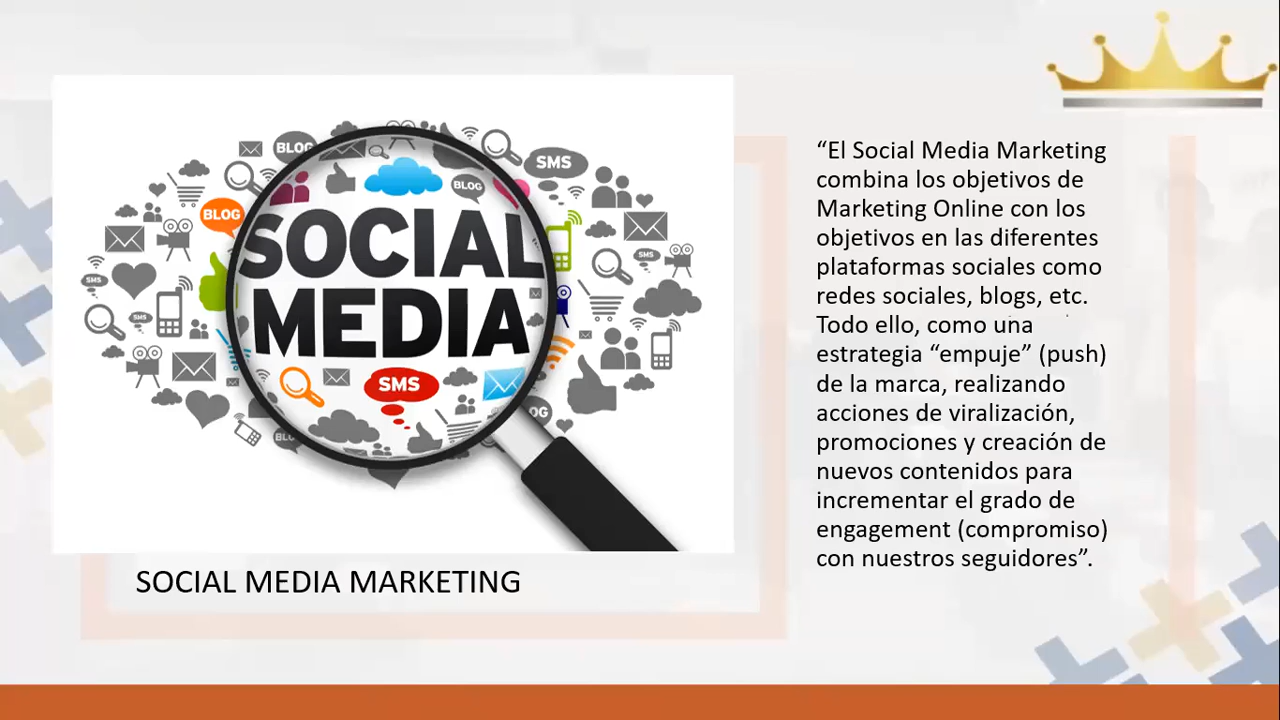 BLOG
SMS
BLOG
BLOG
SOCIAL
MEDIA
SMS
SMS
SMS
SMS
SOCIAL MEDIA MARKETING
“El Social Media Marketing
combina los objetivos de
Marketing Online con los
objetivos en las diferentes
plataformas sociales como
redes sociales, blogs, etc.
Todo ello, como una
estrategia “empuje” (push)
de la marca, realizando
acciones de viralización,
promociones y creación de
nuevos contenidos para
incrementar el grado de
engagement (compromiso)
con nuestros seguidores”.